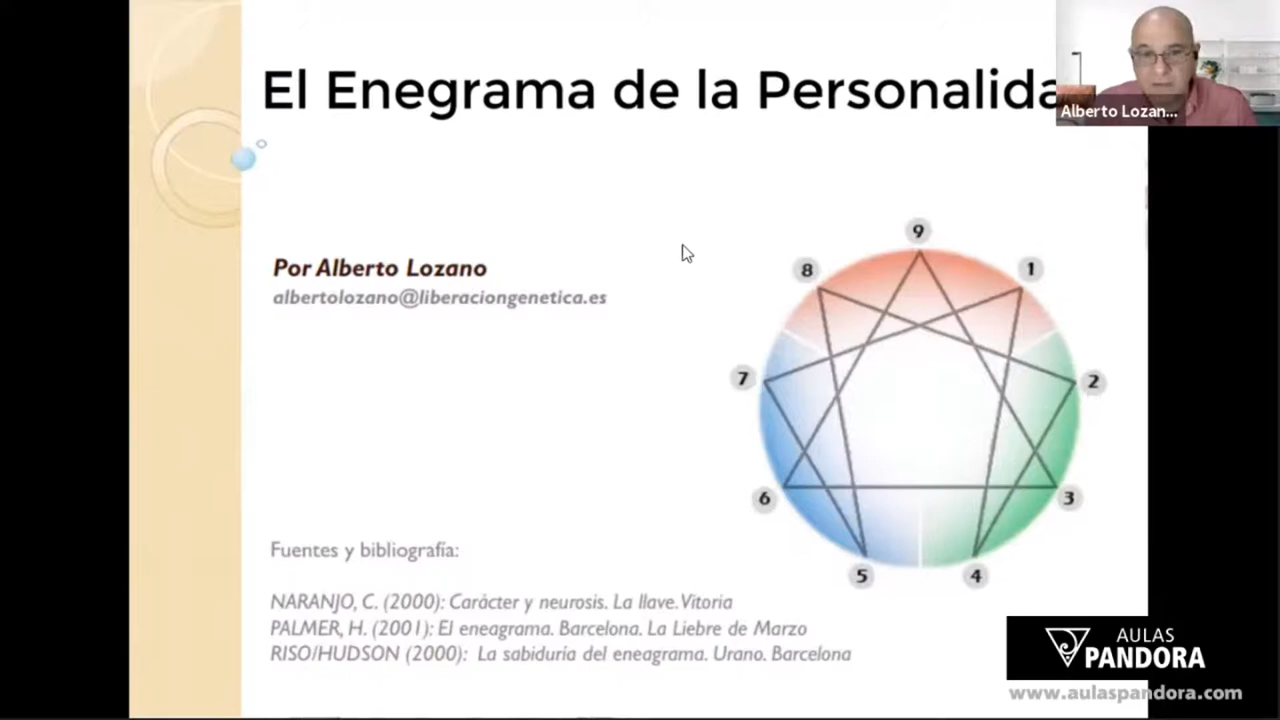 El Enegrama de la Personalida
Alberto Lozan...
Por Alberto Lozano
albertolozano@liberaciongenetica.es
9
8
1
7
2
6
3
5
4
Fuentes y bibliografía:
NARANJO, C. (2000): Carácter y neurosis. La llave. Vitoria
PALMER, H. (2001): El eneagrama. Barcelona. La Liebre de Marzo
RISO/HUDSON (2000): La sabiduría del eneagrama. Urano. Barcelona
AULAS
PANDORA
www.aulaspandora.com